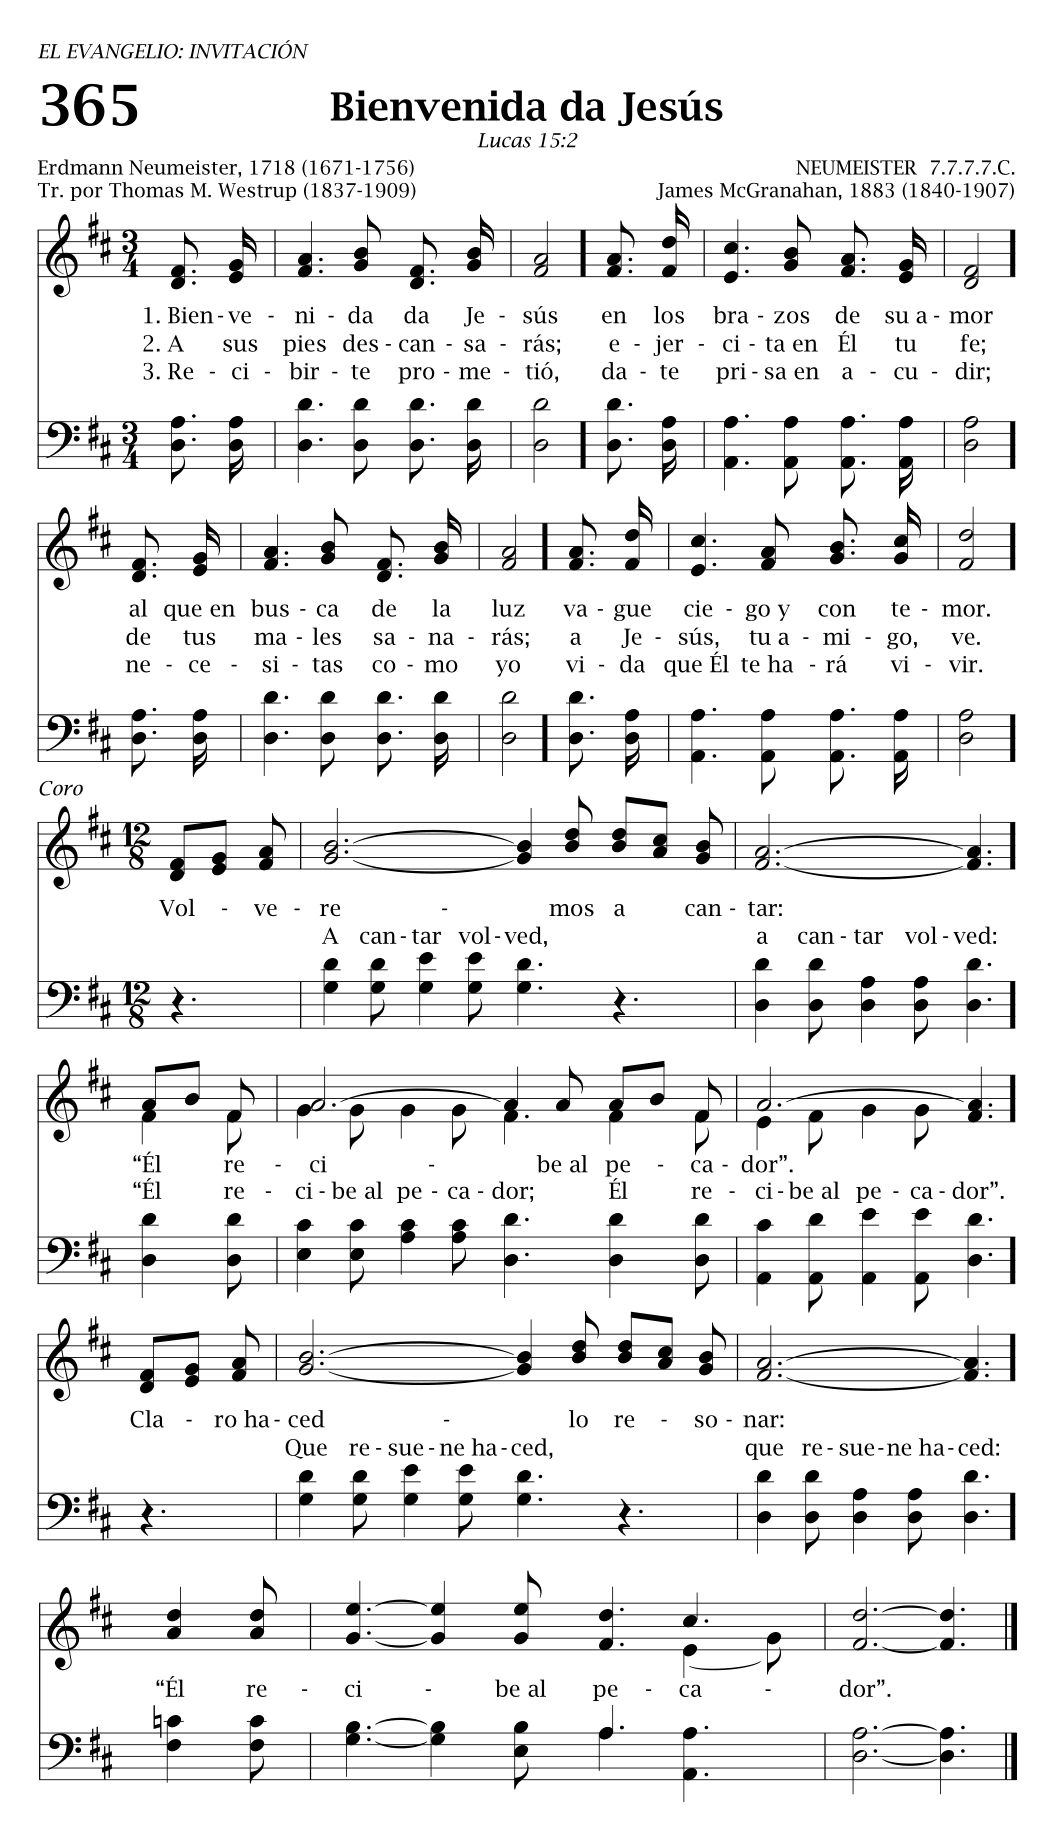 EL EVANGELIO: INVITACIÓN
365
Bienvenida da Jesús
Lucas 15:2
Erdmann Neumeister, 1718 (1671-1756)
NEUMEISTER 7.7.7.7.C.
Tr. por Thomas M. Westrup (1837-1909)
James McGranahan, 1883 (1840-1907)
3
4
1. Bien - ve - ni - da da Je - sús en los bra - zos de su a - mor
2. A sus pies des - can - sa - rás; e - jer - ci - ta en Él tu fe;
3. Re - ci - bir - te pro - me - tió, da - te pri - sa en a - cu - dir;
3
4
al que en bus - ca de la luz va - gue cie - go y con te - mor.
de tus ma - les sa - na - rás; a Je - sús, tu a - mi - go, ve.
ne - ce - si - tas co - mo yo vi - da que Él te ha - rá vi - vir.
Coro
12
8
Vol - ve - re - mos a can - tar:
A can - tar vol - ved, a can - tar vol - ved:
12
8
“Él re - ci - be al pe - ca - dor”.
“Él re - ci - be al pe - ca - dor; Él re - ci - be al pe - ca - dor”.
Cla - ro ha - ced - lo re - so - nar:
Que re - sue - ne ha - ced, que re - sue - ne ha - ced:
“Él re - ci - be al pe - ca - dor”.